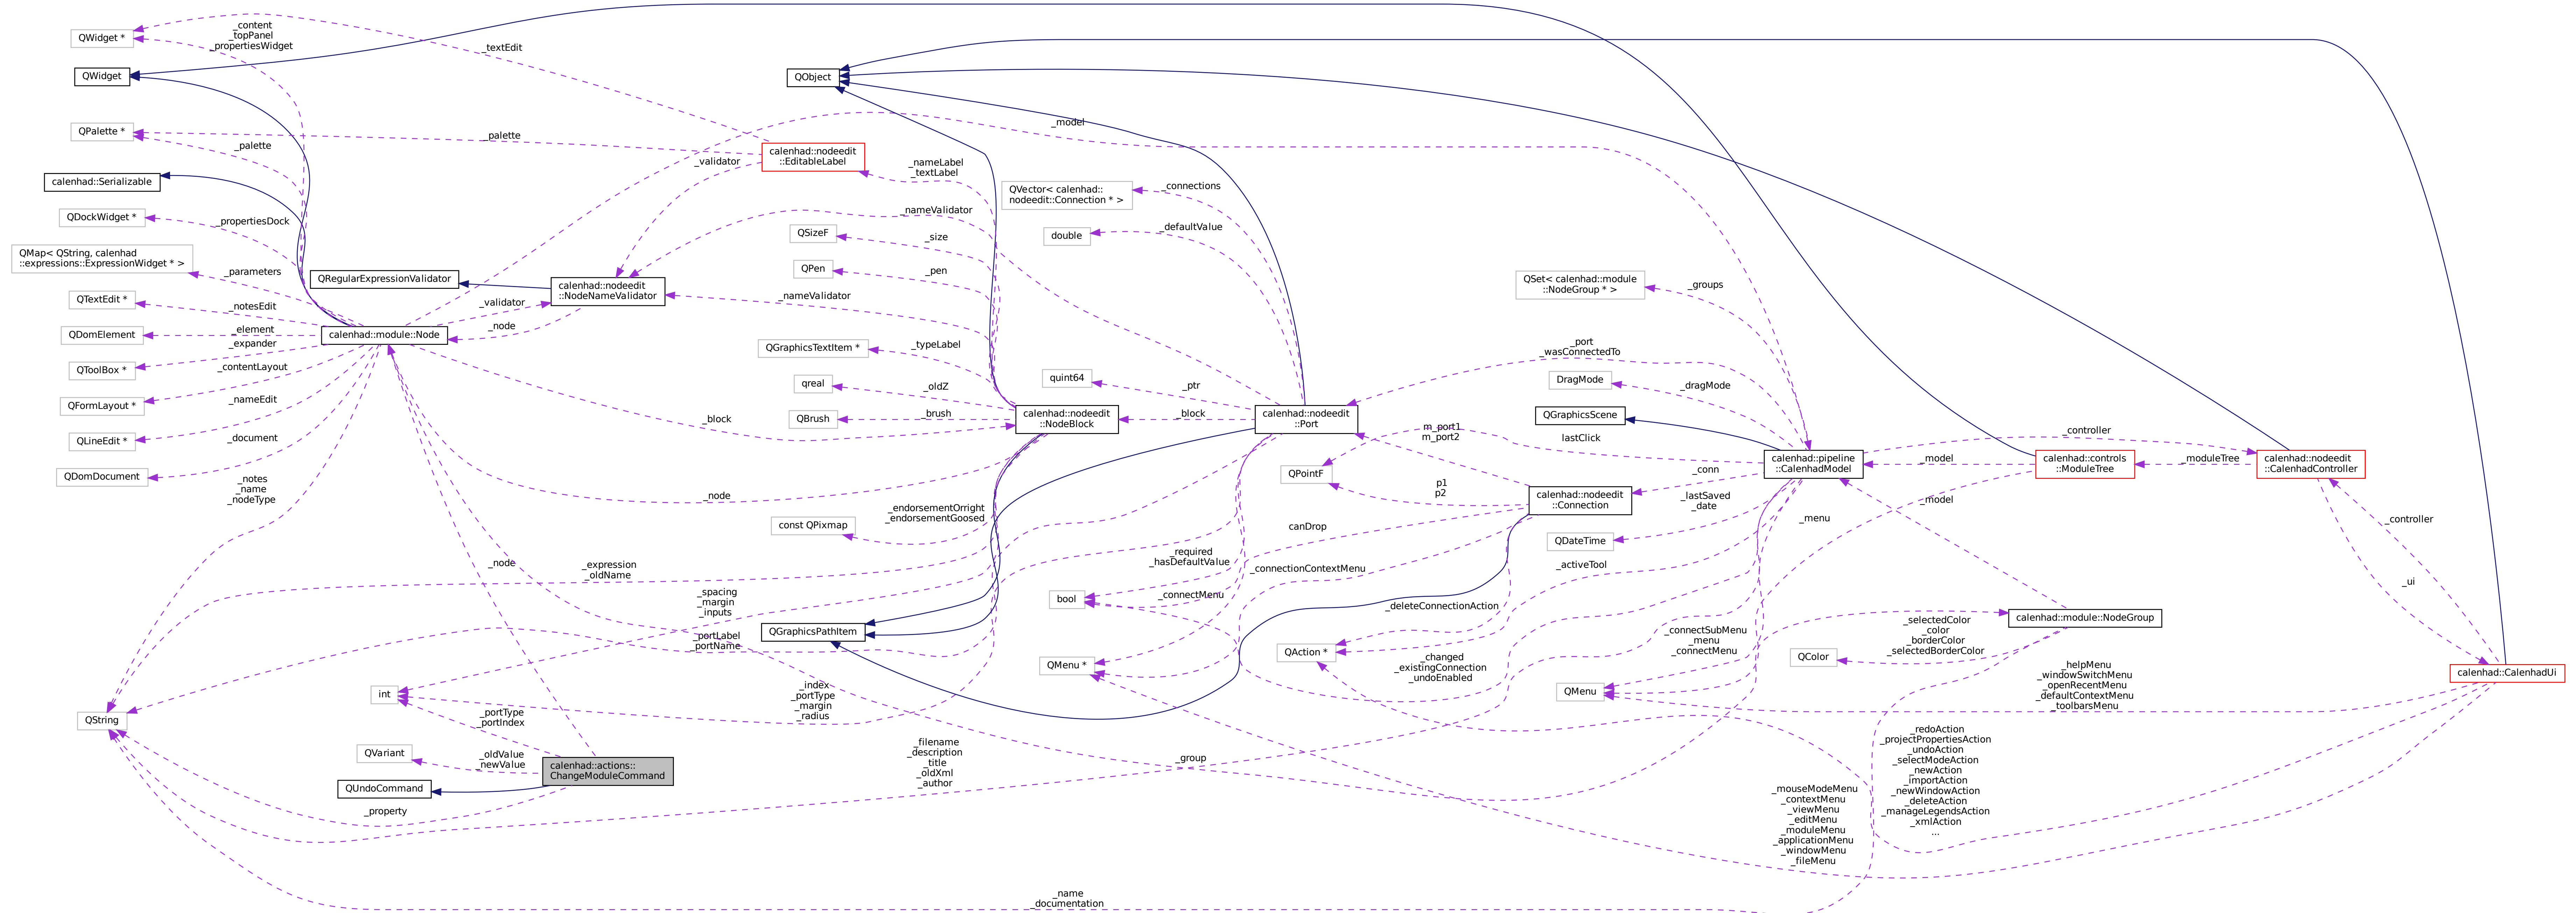 QWidget *
_content
_topPanel
_propertiesWidget
_textEdit
QWidget
QObject
QPalette *
_palette
_palette
_model
calenhad::nodeedit
::EditableLabel
_validator
_nameLabel
_textLabel
calenhad::Serializable
QVector< calenhad::
nodeedit::Connection * >
_connections
QDockWidget *
_propertiesDock
_nameValidator
QSizeF
_size
double
_defaultValue
QMap< QString, calenhad
::expressions::ExpressionWidget * >
_parameters
QRegularExpressionValidator
calenhad::nodeedit
::NodeNameValidator
QPen
_pen
QSet< calenhad::module
::NodeGroup * >
_groups
QTextEdit *
_notesEdit
_validator
_nameValidator
QDomElement
_element
calenhad::module::Node
_node
_expander
QToolBox *
_contentLayout
QGraphicsTextItem *
_typeLabel
_port
_wasConnectedTo
qreal
_oldZ
quint64
_ptr
DragMode
_dragMode
QFormLayout *
_nameEdit
QBrush
_brush
calenhad::nodeedit
::NodeBlock
_block
calenhad::nodeedit
::Port
QGraphicsScene
_block
QLineEdit *
_document
m_port1
m_port2
lastClick
_controller
QDomDocument
QPointF
calenhad::pipeline
::CalenhadModel
_model
calenhad::controls
::ModuleTree
_moduleTree
calenhad::nodeedit
::CalenhadController
_conn
_notes
_name
_nodeType
_node
p1
p2
calenhad::nodeedit
::Connection
_lastSaved
_date
_model
const QPixmap
_endorsementOrright
_endorsementGoosed
canDrop
_menu
_controller
QDateTime
_node
_expression
_oldName
_required
_hasDefaultValue
_connectionContextMenu
_activeTool
_ui
_spacing
_margin
_inputs
bool
_connectMenu
_deleteConnectionAction
calenhad::module::NodeGroup
QGraphicsPathItem
_portLabel
_portName
QAction *
_connectSubMenu
_menu
_connectMenu
_selectedColor
_color
_borderColor
_selectedBorderColor
QColor
QMenu *
_changed
_existingConnection
_undoEnabled
_helpMenu
_windowSwitchMenu
_openRecentMenu
_defaultContextMenu
_toolbarsMenu
calenhad::CalenhadUi
int
_index
_portType
_margin
_radius
QMenu
QString
_portType
_portIndex
QVariant
_oldValue
_newValue
calenhad::actions::
ChangeModuleCommand
_filename
_description
_title
_oldXml
_author
_group
_redoAction
_projectPropertiesAction
_undoAction
_selectModeAction
_newAction
_importAction
_newWindowAction
_deleteAction
_manageLegendsAction
_xmlAction
...
QUndoCommand
_property
_mouseModeMenu
_contextMenu
_viewMenu
_editMenu
_moduleMenu
_applicationMenu
_windowMenu
_fileMenu
_name
_documentation